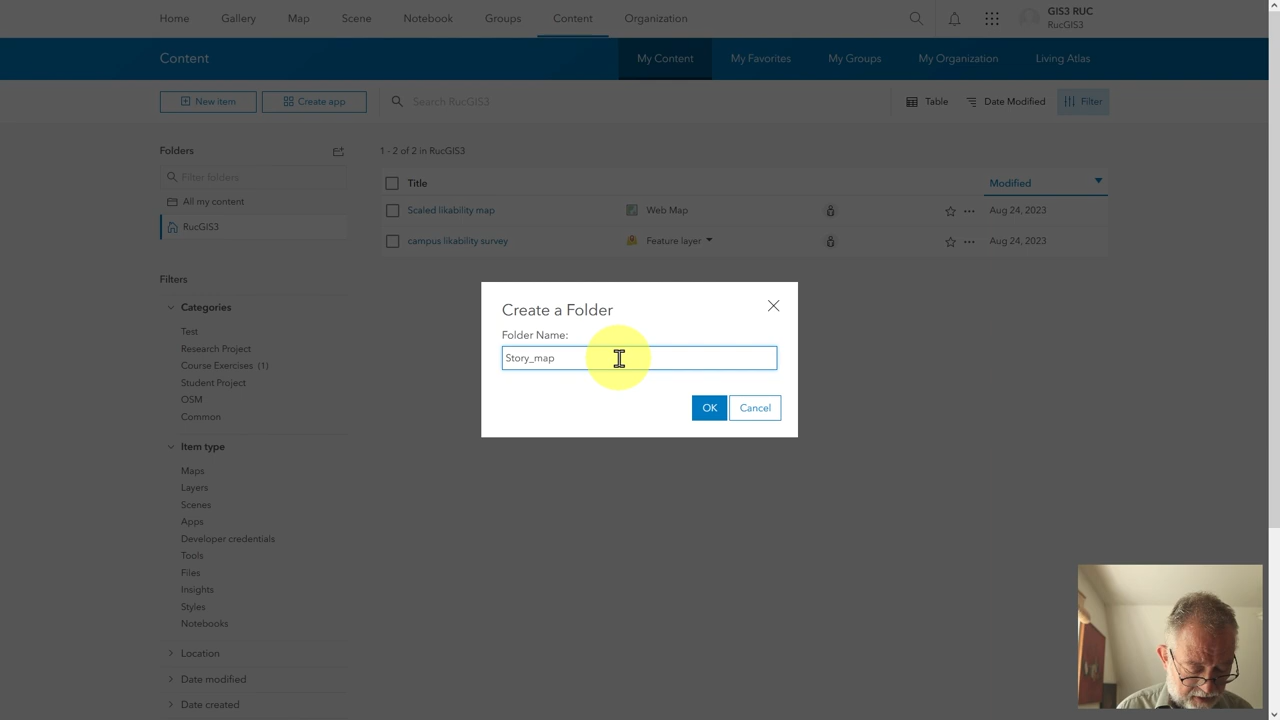 Home Gallery Map Scene Notebook Groups Content Organization
GIS3 RUC
RucGIS3
Content My Content My Favorites My Groups My Organization Living Atlas
New item Create app Search RucGIS3 Table Date Modified Filter
Folders 1 - 2 of 2 in RucGIS3
Filter folders Title Modified
All my content Scaled likability map Web Map Aug 24, 2023
RucGIS3
campus likability survey Feature layer Aug 24, 2023
Filters
Categories
Test
Research Project
Course Exercises (1)
Student Project
OSM
Common
Create a Folder
Folder Name:
Story_map
OK Cancel
Item type
Maps
Layers
Scenes
Apps
Developer credentials
Tools
Files
Insights
Styles
Notebooks
Location
Date modified
Date created